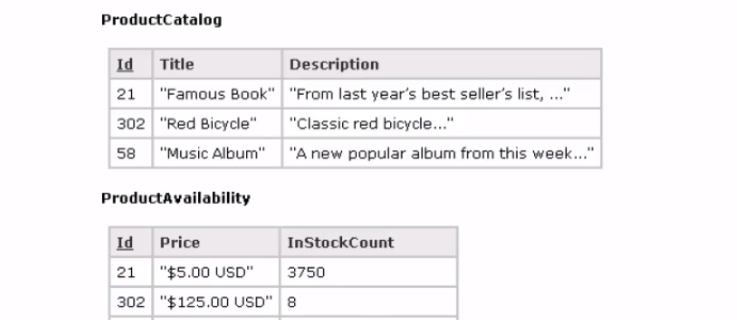 ProductCatalog
Id Title Description
21 "Famous Book" "From last year's best seller's list, ..."
302 "Red Bicycle" "Classic red bicycle..."
58 "Music Album" "A new popular album from this week..."
ProductAvailability
Id Price InStockCount
21 "$5.00 USD" 3750
302 "$125.00 USD" 8